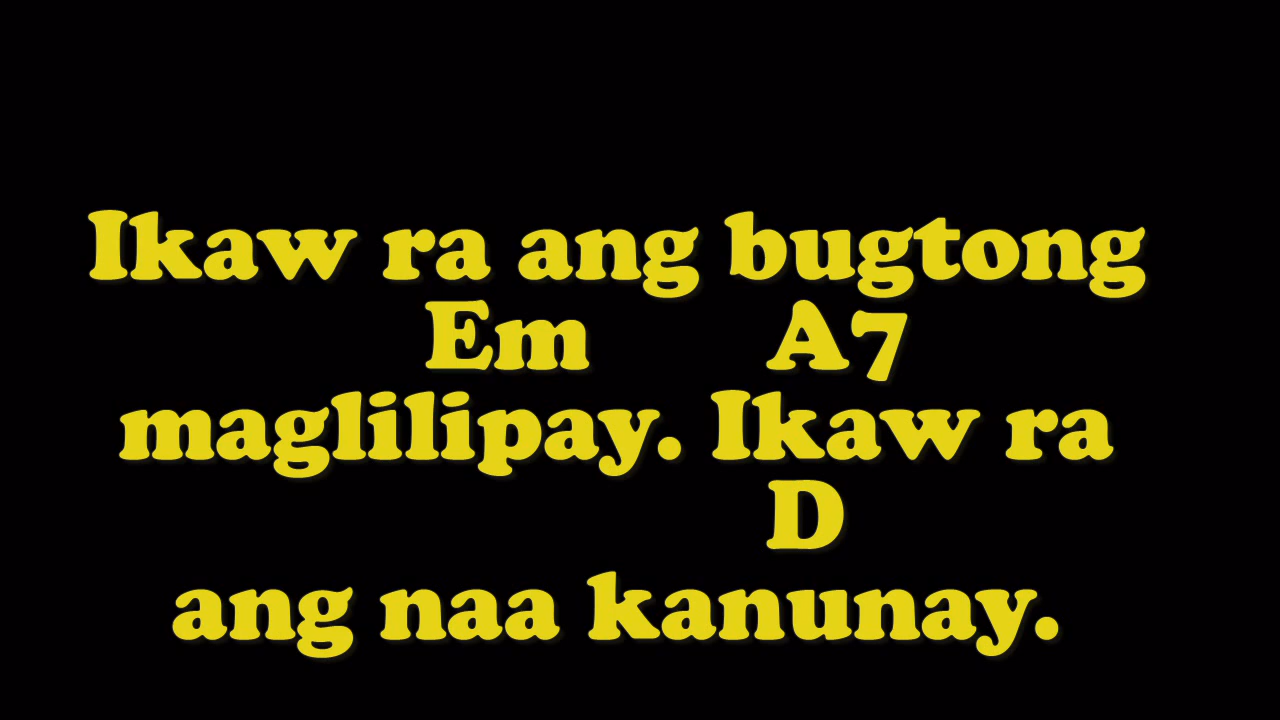 Ikaw ra ang bugtong
Em A7
maglilipay. Ikaw ra
D
ang naa kanunay.